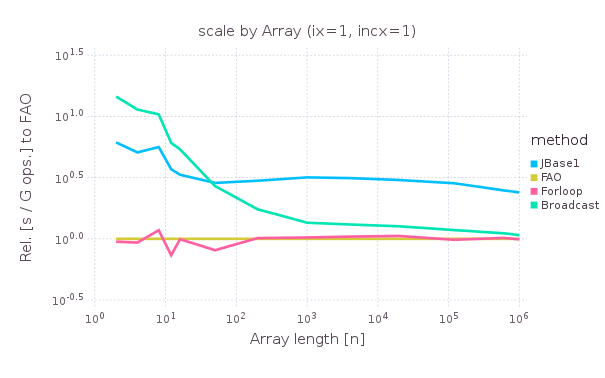 scale by Array (ix=1, incx=1)
Rel. [s / G ops.] to FAO
10^1.5
10^1.0
10^0.5
10^0.0
10^-0.5
10^0 10^1 10^2 10^3 10^4 10^5 10^6
Array length [n]
method
JBase1
FAO
Forloop
Broadcast